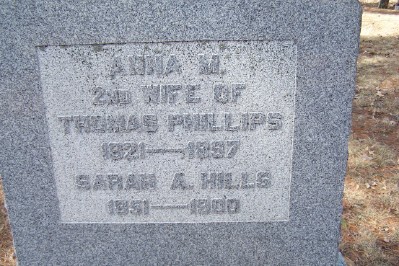 ANNA M.
2ND WIFE OF
THOMAS PHILLIPS
1821—1897
SARAH A. HILLS
1851—1900